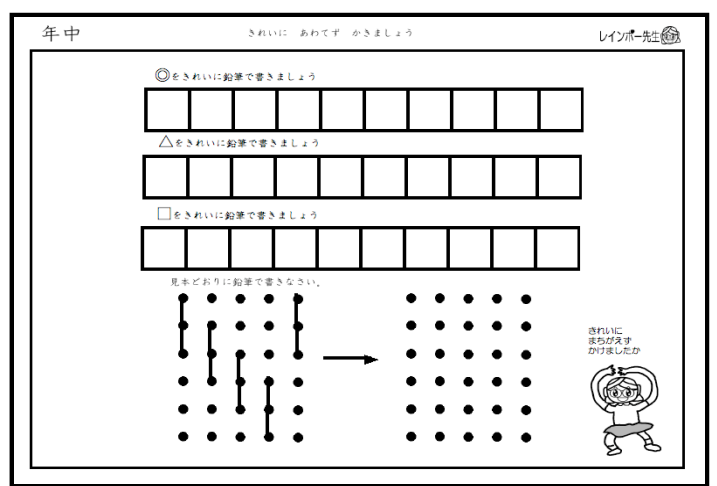 年中
きれいに あわてず かきましょう
レインボー先生
◎をきれいに鉛筆で書きましょう
△をきれいに鉛筆で書きましょう
□をきれいに鉛筆で書きましょう
見本どおりに鉛筆で書きなさい。
きれいに
まちがえず
かけましたか